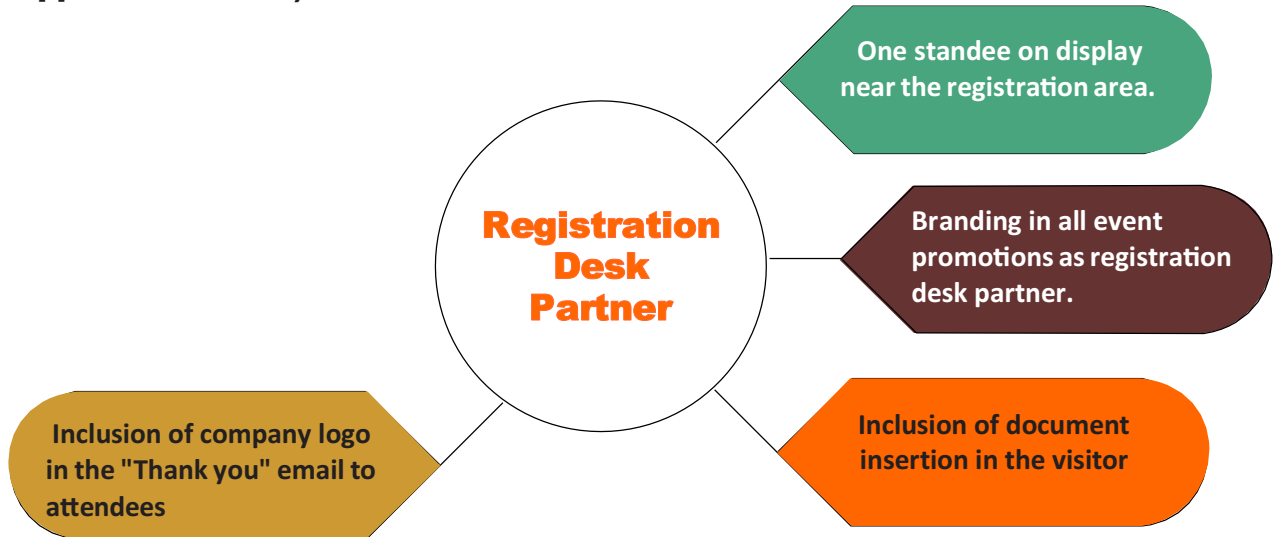 Registration
Desk
Partner
One standee on display
near the registration area.
Branding in all event
promotions as registration
desk partner.
Inclusion of document
insertion in the visitor
Inclusion of company logo
in the "Thank you" email to
attendees